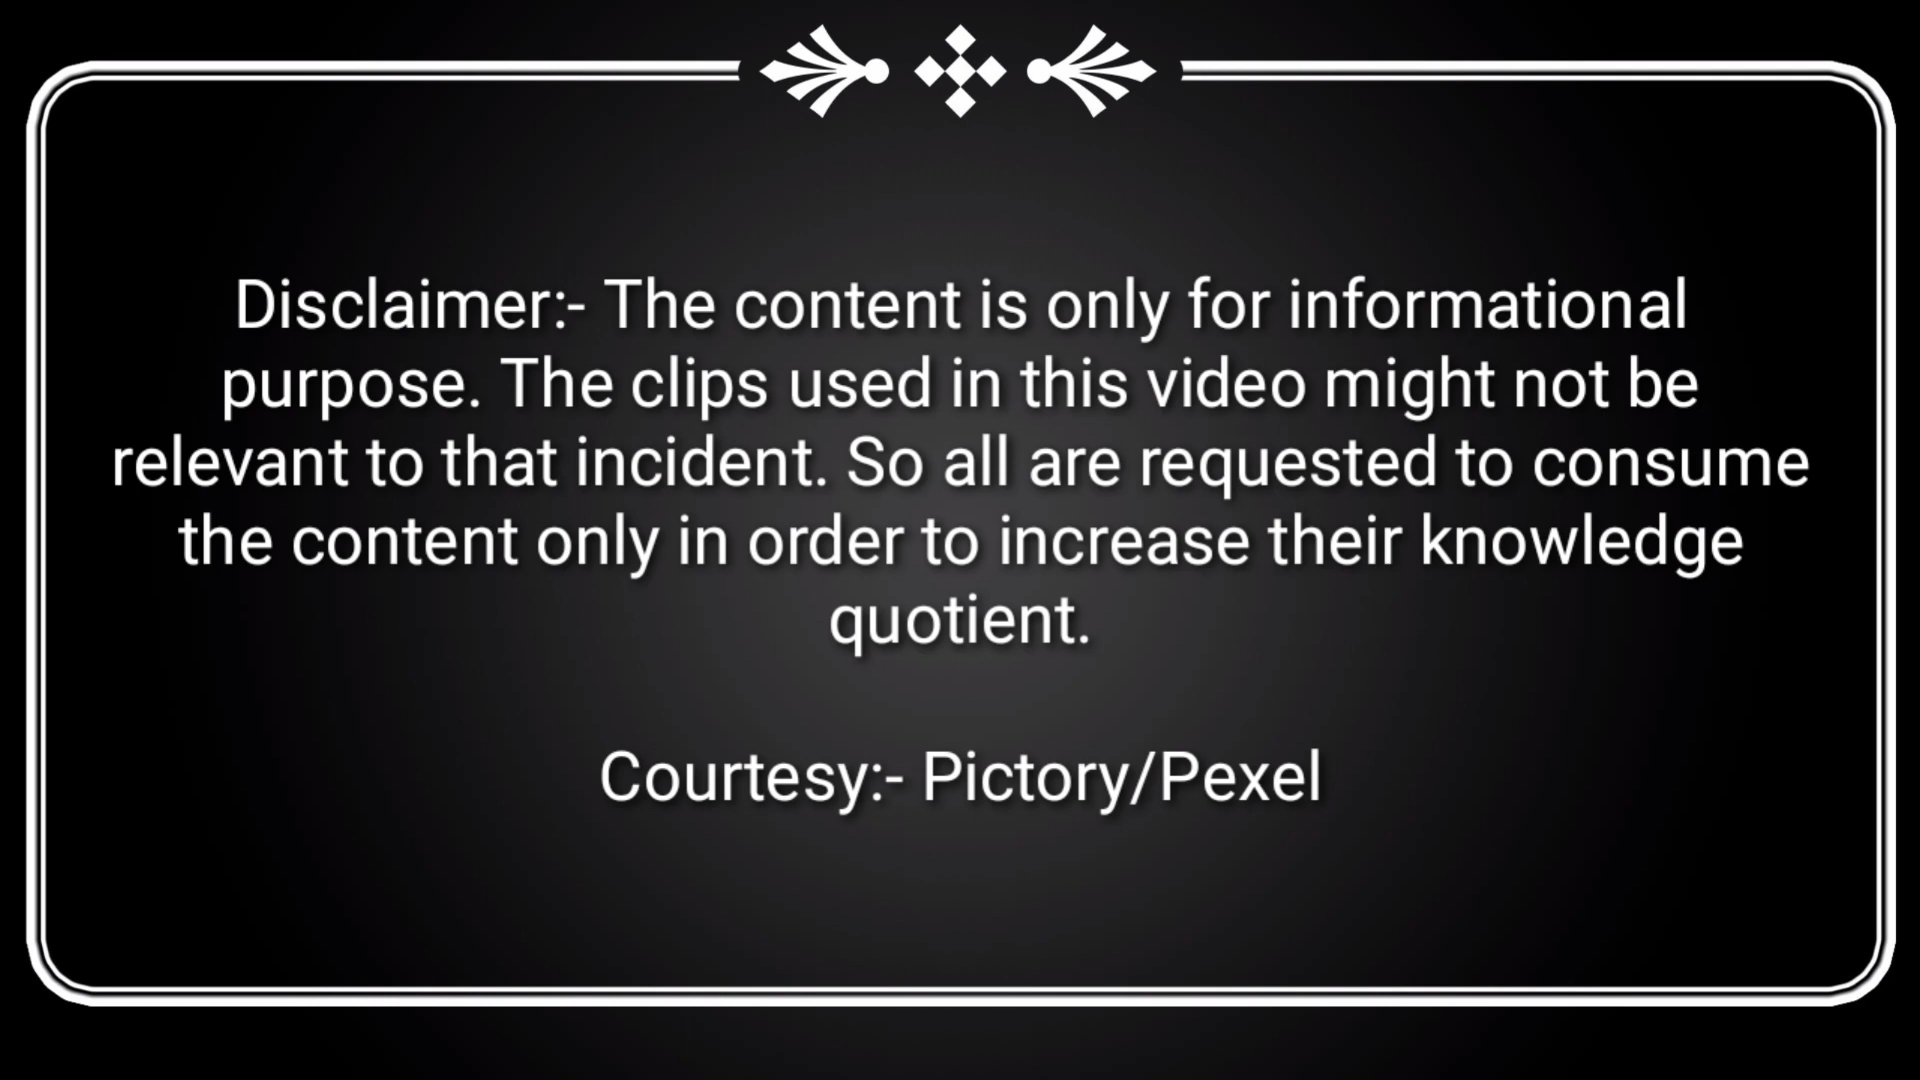 Disclaimer:- The content is only for informational
purpose. The clips used in this video might not be
relevant to that incident. So all are requested to consume
the content only in order to increase their knowledge
quotient.
Courtesy:- Pictory/Pexel